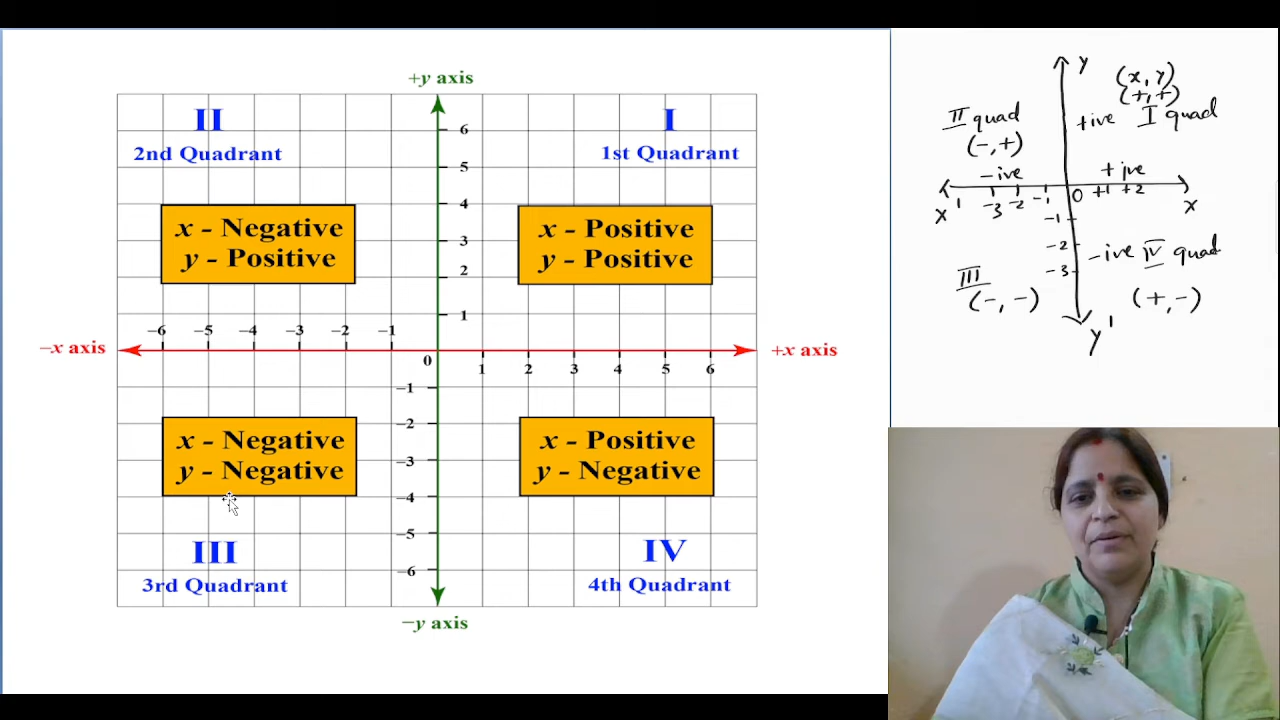 +y axis
II
2nd Quadrant
I
1st Quadrant
x - Negative
y - Positive
x - Positive
y - Positive
6
5
4
3
2
1
−6 −5 −4 −3 −2 −1
−x axis
+x axis
0
1 2 3 4 5 6
−1
−2
−3
−4
−5
−6
x - Negative
y - Negative
x - Positive
y - Negative
III
3rd Quadrant
IV
4th Quadrant
−y axis
Y
(x, y)
(+, +)
+ive I quad
II quad
(-, +)
-ive
+ive
X'
-3 -2 -1
0 +1 +2
X
-1
-2
-3
-ive IV quad
(+, -)
III
(-, -)
Y'